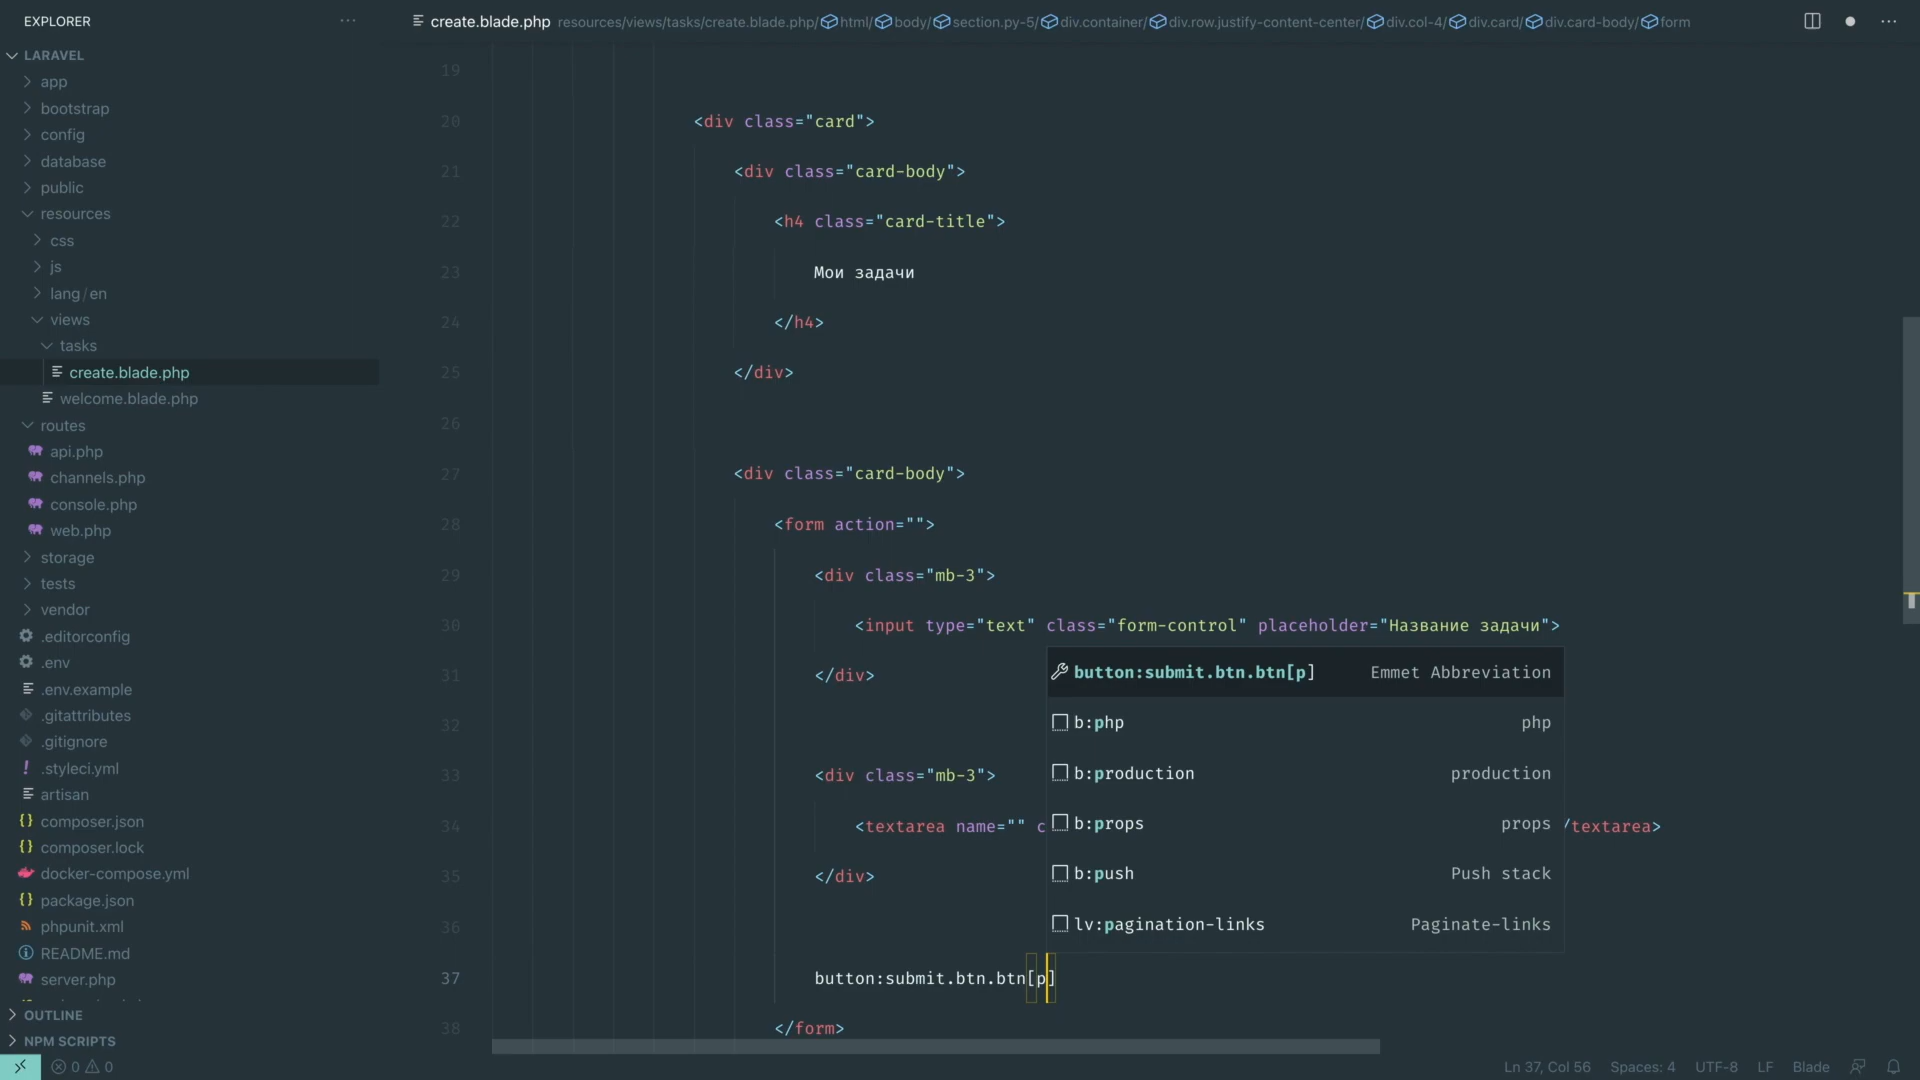 EXPLORER
create.blade.php resources/views/tasks/create.blade.php/html/body/section.py-5/div.container/div.row.justify-content-center/div.col-4/div.card/div.card-body/form
LARAVEL
app
bootstrap
config
database
public
resources
css
js
lang/en
views
tasks
create.blade.php
welcome.blade.php
routes
api.php
channels.php
console.php
web.php
storage
tests
vendor
.editorconfig
.env
.env.example
.gitattributes
.gitignore
.styleci.yml
artisan
composer.json
composer.lock
docker-compose.yml
package.json
phpunit.xml
README.md
server.php
OUTLINE
NPM SCRIPTS
19
20 <div class="card">
21 <div class="card-body">
22 <h4 class="card-title">
23 Мои задачи
24 </h4>
25 </div>
26
27 <div class="card-body">
28 <form action="">
29 <div class="mb-3">
30 <input type="text" class="form-control" placeholder="Название задачи">
31 </div>
32
33 <div class="mb-3">
34 <textarea name="" c /textarea>
35 </div>
36
37 button:submit.btn.btn[p]
38 </form>
button:submit.btn.btn[p] Emmet Abbreviation
b:php php
b:production production
b:props props
b:push Push stack
lv:pagination-links Paginate-links
0 0 Ln 37, Col 56 Spaces: 4 UTF-8 LF Blade